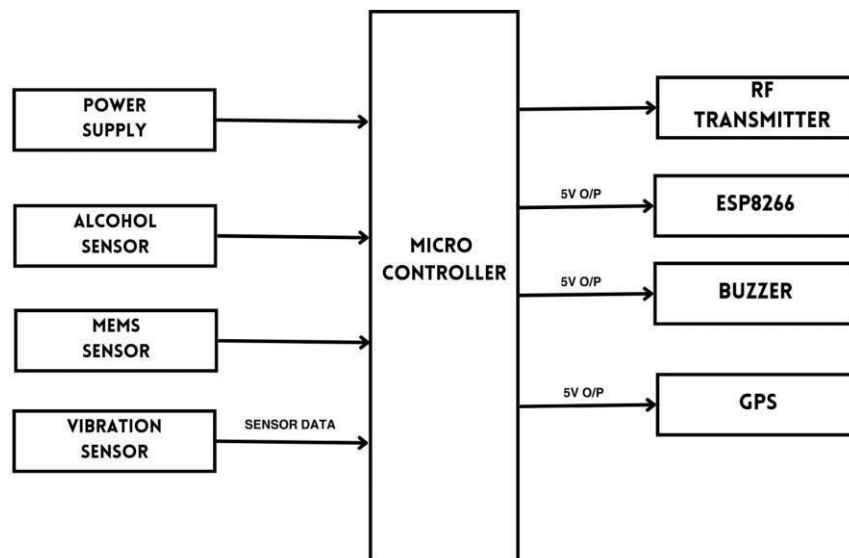 POWER
SUPPLY
ALCOHOL
SENSOR
MEMS
SENSOR
VIBRATION
SENSOR
SENSOR DATA
MICRO
CONTROLLER
RF
TRANSMITTER
5V O/P
ESP8266
5V O/P
BUZZER
5V O/P
GPS